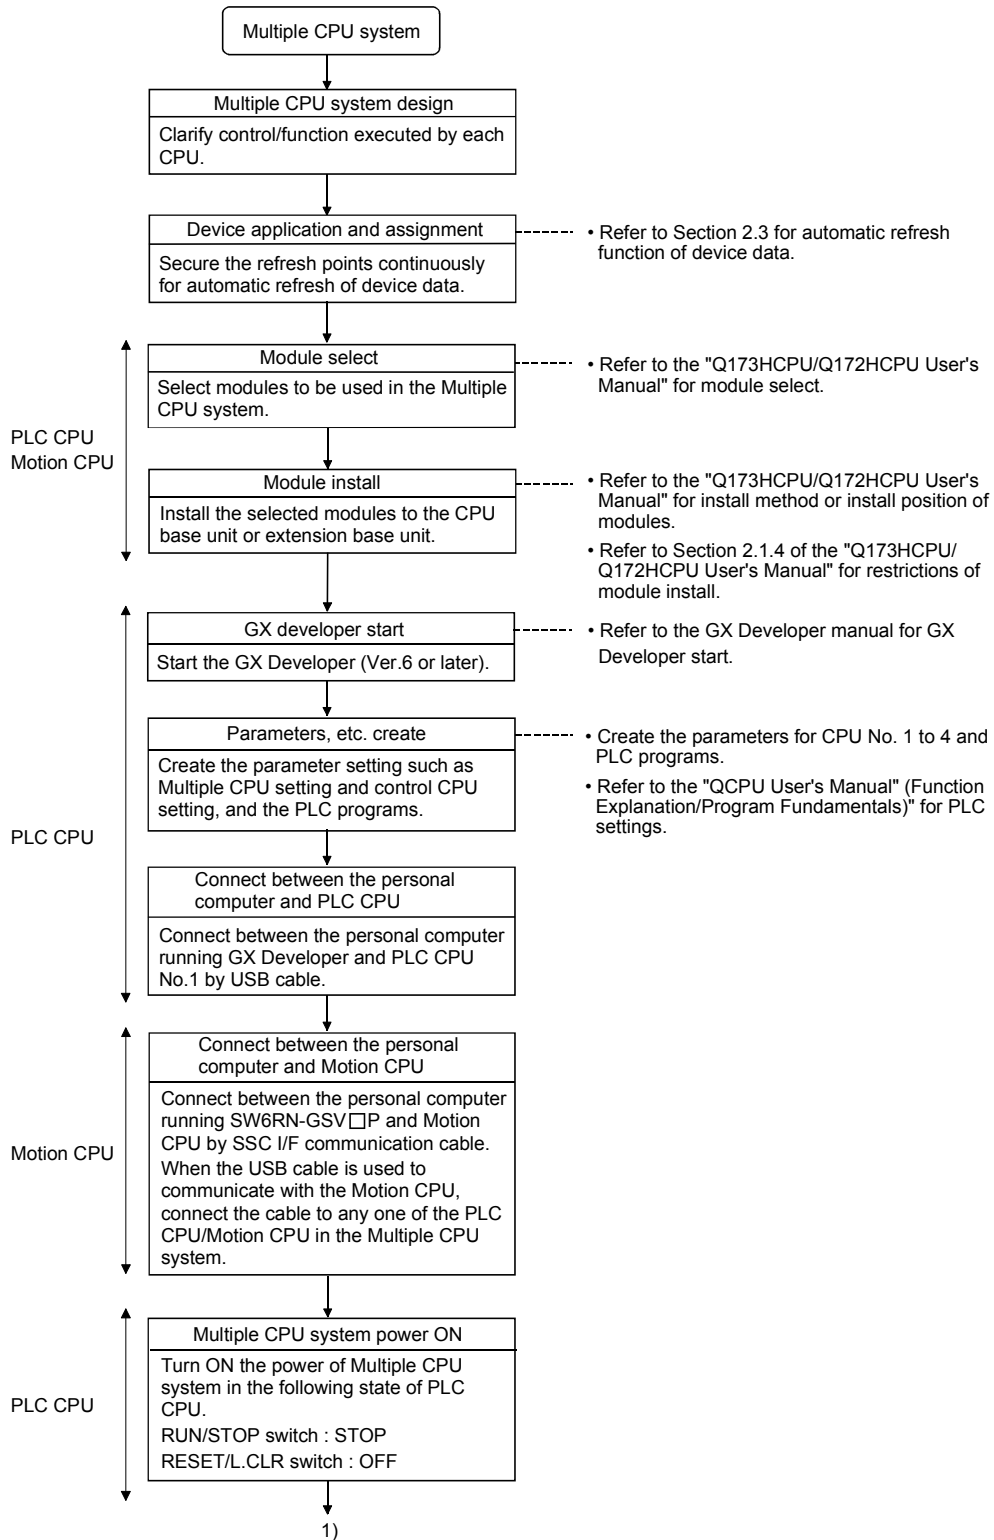 Multiple CPU system
Multiple CPU system design
Clarify control/function executed by each
CPU.
Device application and assignment
Secure the refresh points continuously
for automatic refresh of device data.
• Refer to Section 2.3 for automatic refresh
function of device data.
PLC CPU
Motion CPU
Module select
Select modules to be used in the Multiple
CPU system.
• Refer to the "Q173HCPU/Q172HCPU User's
Manual" for module select.
Module install
Install the selected modules to the CPU
base unit or extension base unit.
• Refer to the "Q173HCPU/Q172HCPU User's
Manual" for install method or install position of
modules.
• Refer to Section 2.1.4 of the "Q173HCPU/
Q172HCPU User's Manual" for restrictions of
module install.
PLC CPU
GX developer start
Start the GX Developer (Ver.6 or later).
• Refer to the GX Developer manual for GX
Developer start.
Parameters, etc. create
Create the parameter setting such as
Multiple CPU setting and control CPU
setting, and the PLC programs.
• Create the parameters for CPU No. 1 to 4 and
PLC programs.
• Refer to the "QCPU User's Manual" (Function
Explanation/Program Fundamentals)" for PLC
settings.
Connect between the personal
computer and PLC CPU
Connect between the personal computer
running GX Developer and PLC CPU
No.1 by USB cable.
Motion CPU
Connect between the personal
computer and Motion CPU
Connect between the personal computer
running SW6RN-GSV□P and Motion
CPU by SSC I/F communication cable.
When the USB cable is used to
communicate with the Motion CPU,
connect the cable to any one of the PLC
CPU/Motion CPU in the Multiple CPU
system.
PLC CPU
Multiple CPU system power ON
Turn ON the power of Multiple CPU
system in the following state of PLC
CPU.
RUN/STOP switch : STOP
RESET/L.CLR switch : OFF
1)